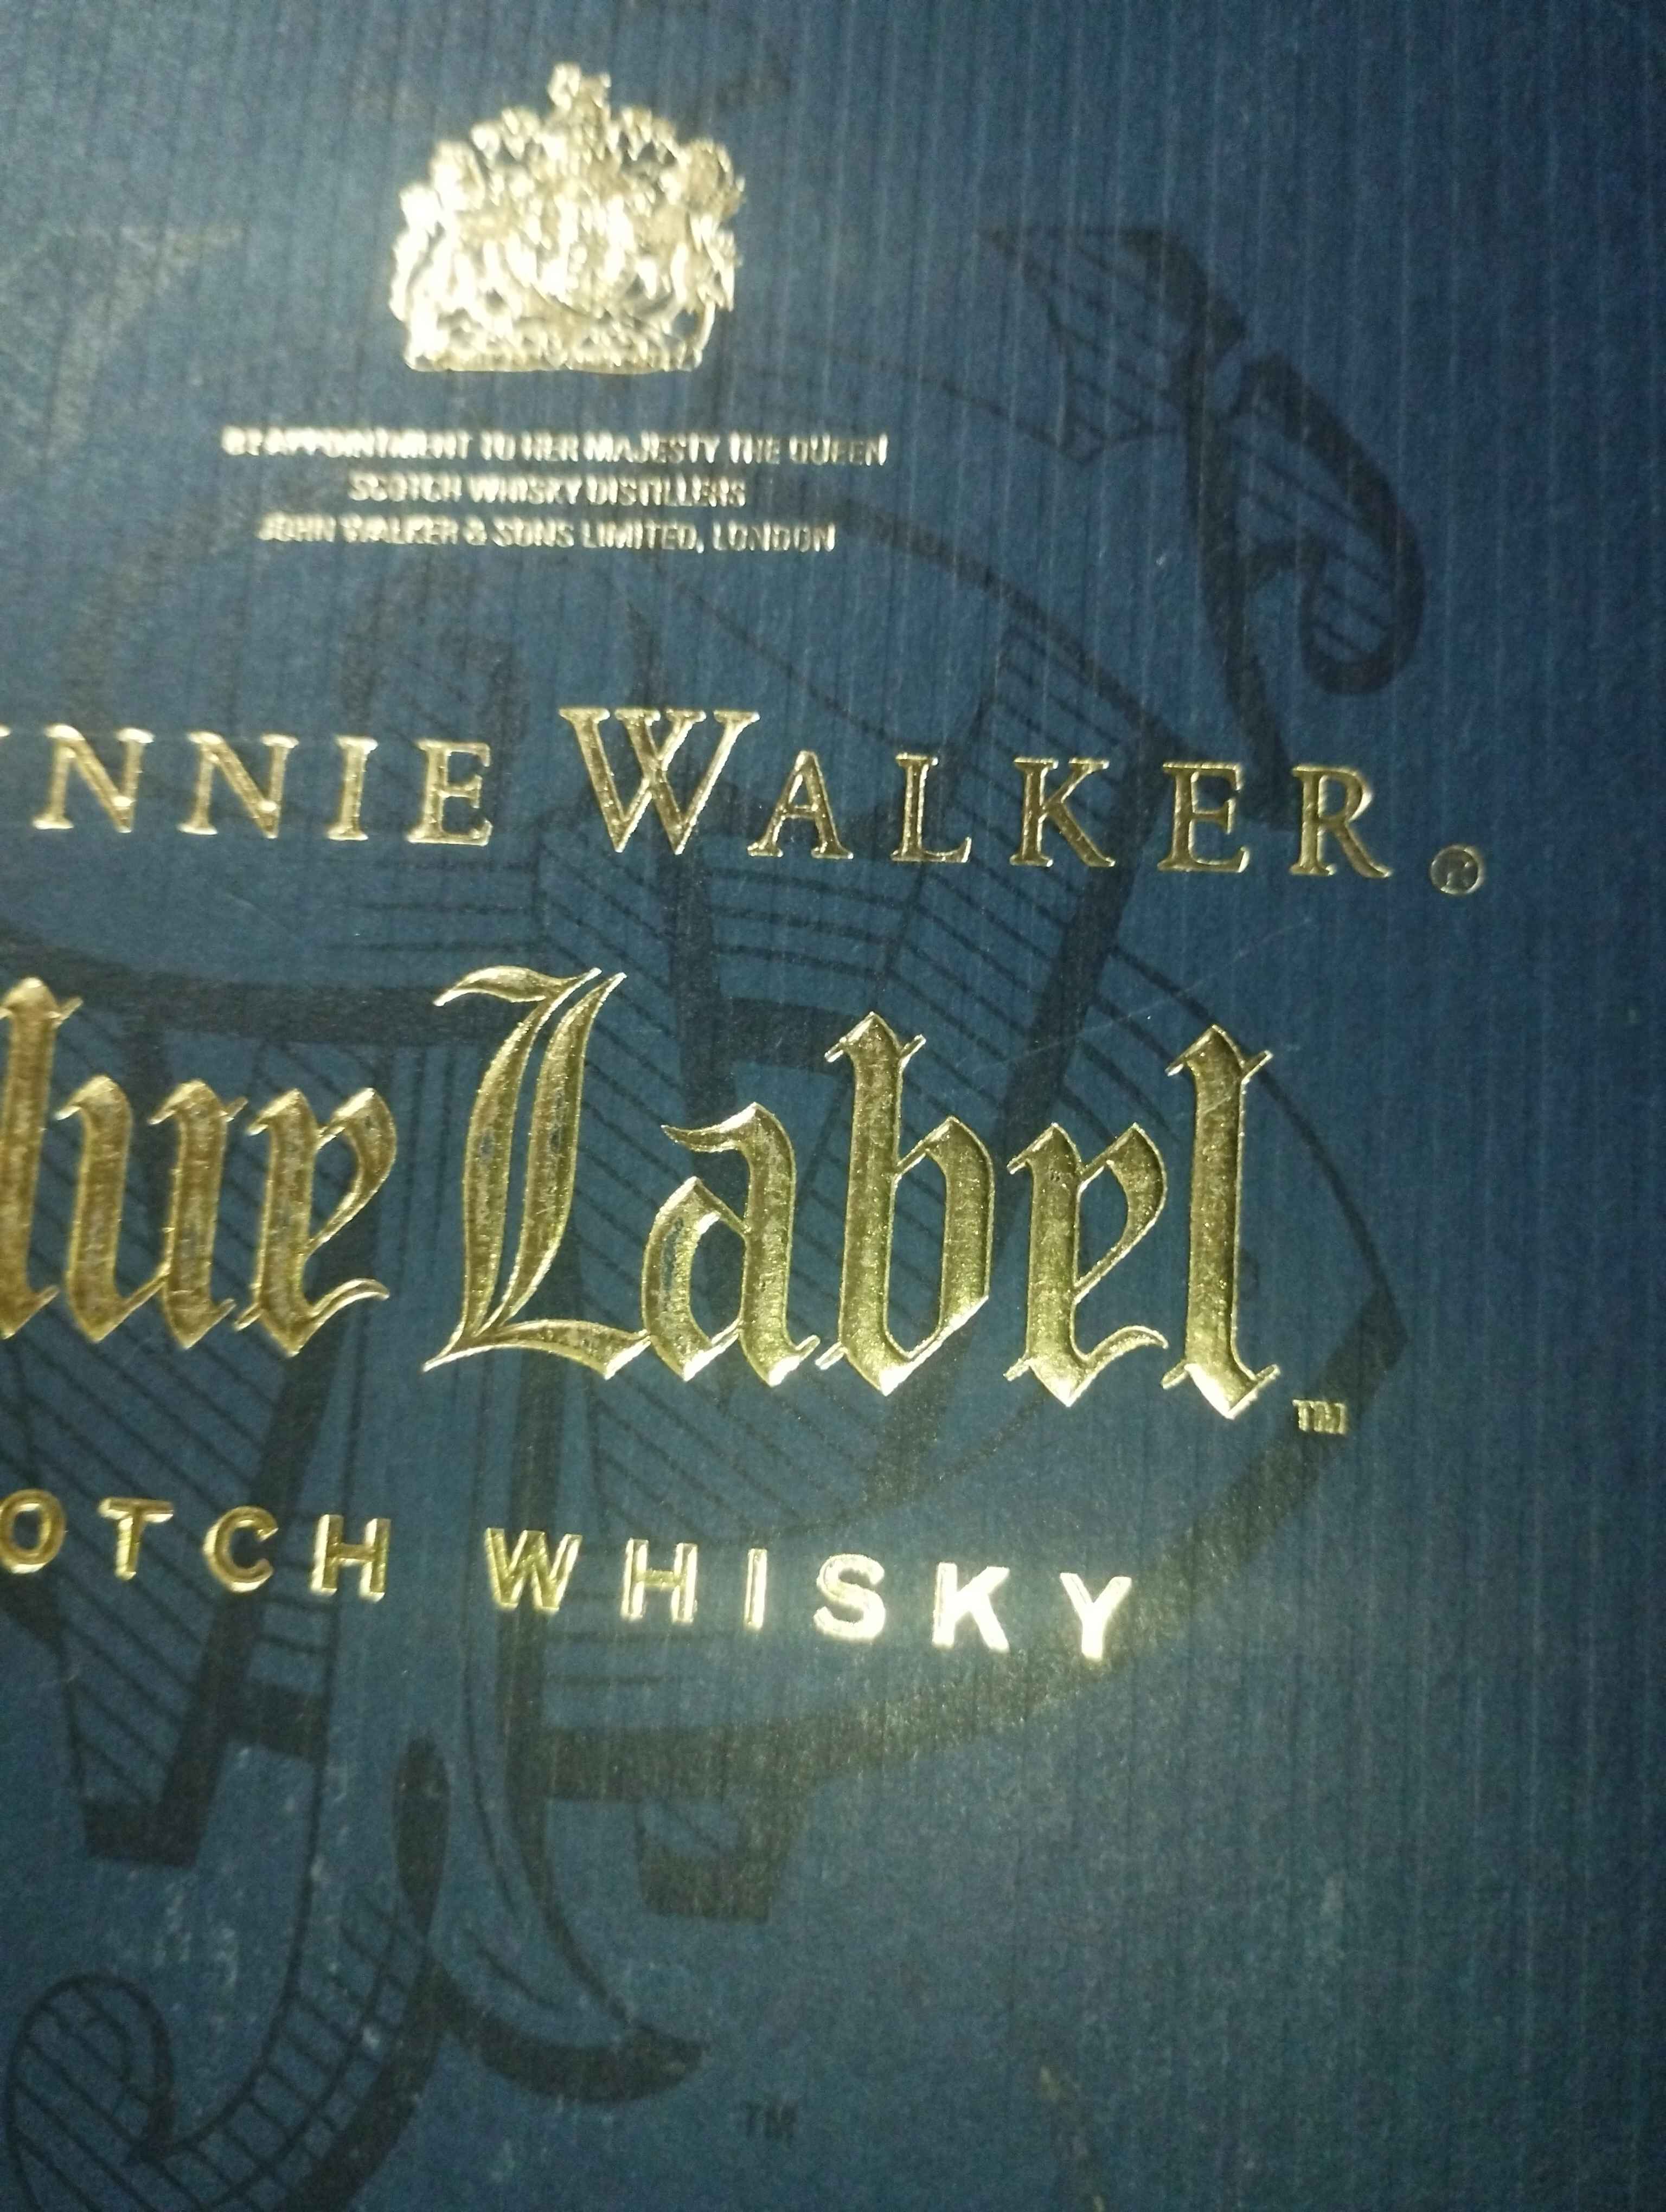 BY APPOINTMENT TO HER MAJESTY THE QUEEN
SCOTCH WHISKY DISTILLERS
JOHN WALKER & SONS LIMITED, LONDON
NNIE WALKER®
lue Label™
OTCH WHISKY
TM